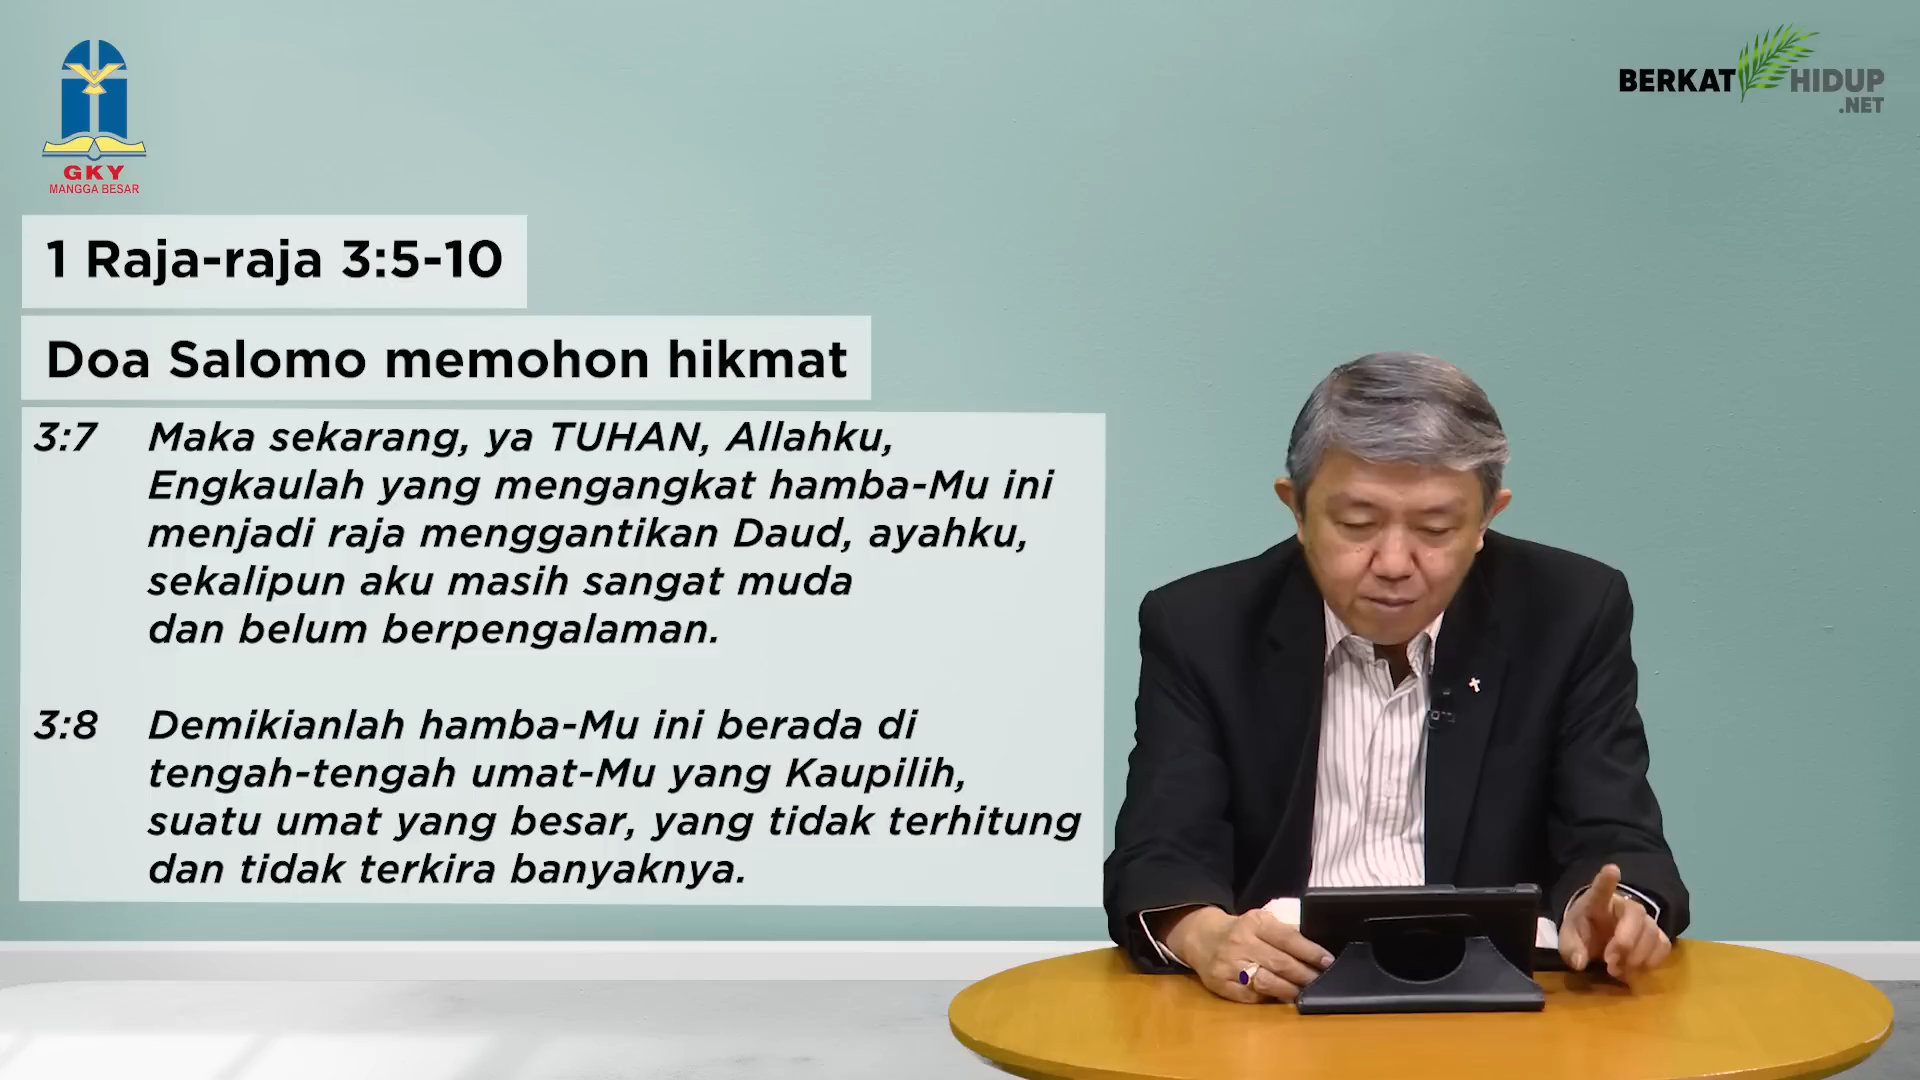 GKY
MANGGA BESAR
BERKAT HIDUP
.NET
1 Raja-raja 3:5-10
Doa Salomo memohon hikmat
3:7 Maka sekarang, ya TUHAN, Allahku,
Engkaulah yang mengangkat hamba-Mu ini
menjadi raja menggantikan Daud, ayahku,
sekalipun aku masih sangat muda
dan belum berpengalaman.
3:8 Demikianlah hamba-Mu ini berada di
tengah-tengah umat-Mu yang Kaupilih,
suatu umat yang besar, yang tidak terhitung
dan tidak terkira banyaknya.